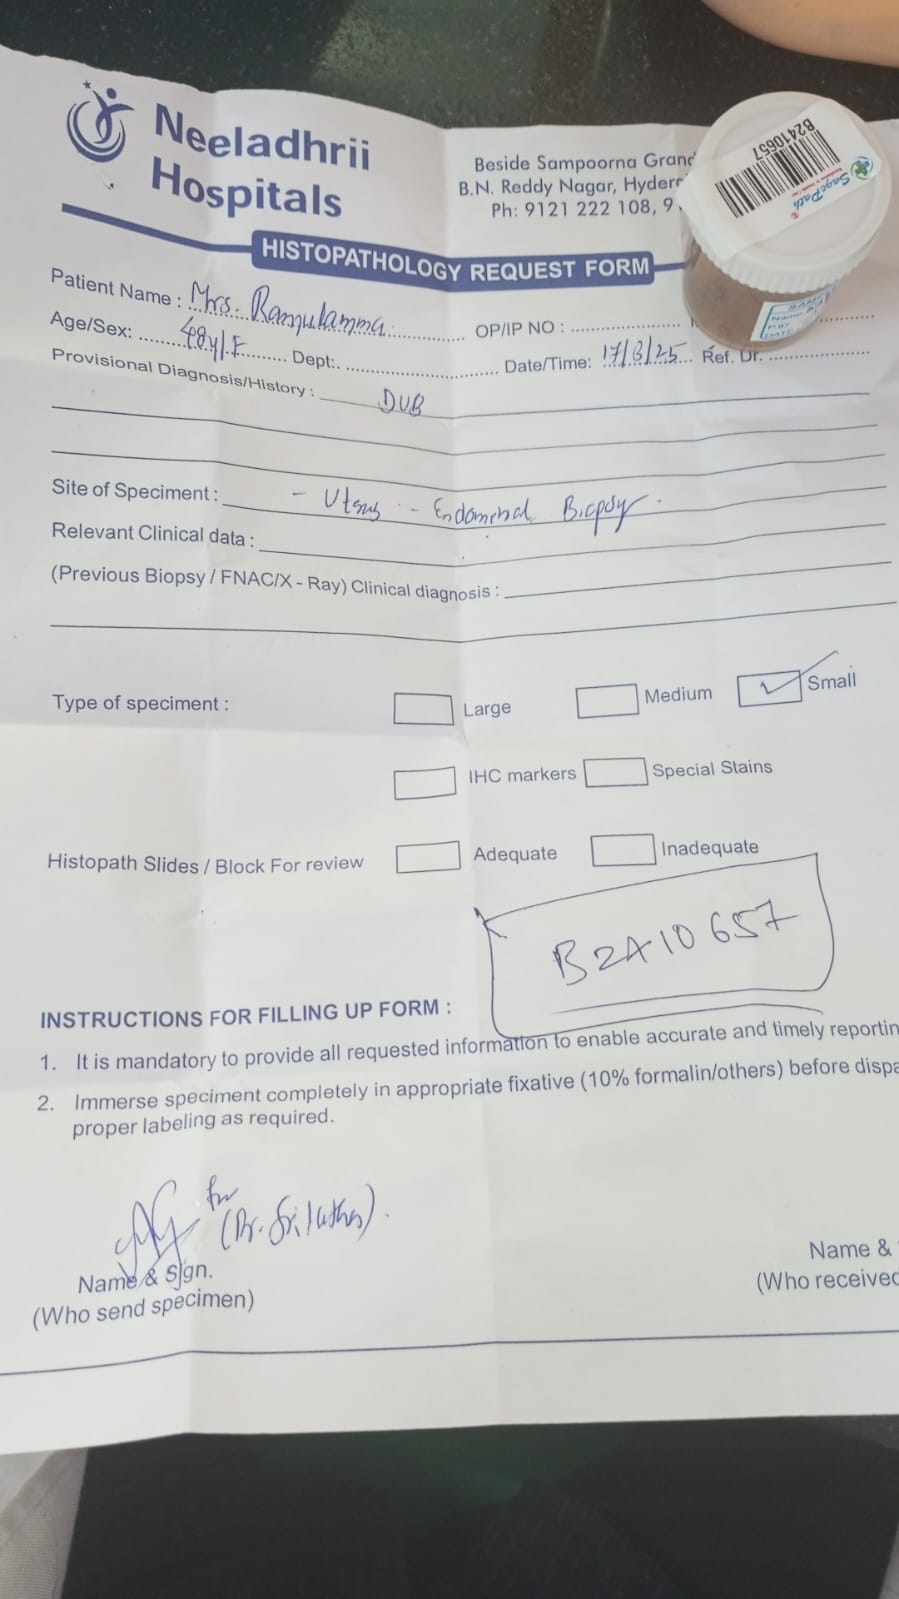 Neeladhrii
Hospitals
Beside Sampoorna Grand
B.N. Reddy Nagar, Hyder
Ph: 9121 222 108, 9
B2410657
SagePath
HISTOPATHOLOGY REQUEST FORM
Patient Name : Mrs. Ramulamma OP/IP NO :
Age/Sex: 48y/F Dept: Date/Time: 17/3/25 Ref. Dr.
Provisional Diagnosis/History : DUB
Site of Specimen : - Uterus - Endometrial Biopsy.
Relevant Clinical data :
(Previous Biopsy / FNAC/X - Ray) Clinical diagnosis :
Type of speciment : Large Medium Small
IHC markers Special Stains
Histopath Slides / Block For review Adequate Inadequate
B2410657
INSTRUCTIONS FOR FILLING UP FORM :
1. It is mandatory to provide all requested information to enable accurate and timely reportin
2. Immerse speciment completely in appropriate fixative (10% formalin/others) before dispa
proper labeling as required.
for (Dr. Srilatha).
Name & Sign.
(Who send specimen)
Name &
(Who received